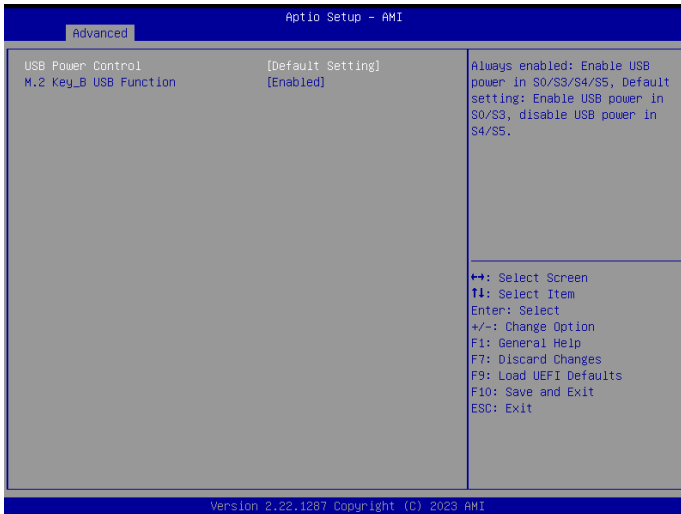 Aptio Setup – AMI
Advanced
USB Power Control [Default Setting]
M.2 Key_B USB Function [Enabled]
Always enabled: Enable USB
power in S0/S3/S4/S5, Default
setting: Enable USB power in
S0/S3, disable USB power in
S4/S5.
↔: Select Screen
↑↓: Select Item
Enter: Select
+/-: Change Option
F1: General Help
F7: Discard Changes
F9: Load UEFI Defaults
F10: Save and Exit
ESC: Exit
Version 2.22.1287 Copyright (C) 2023 AMI